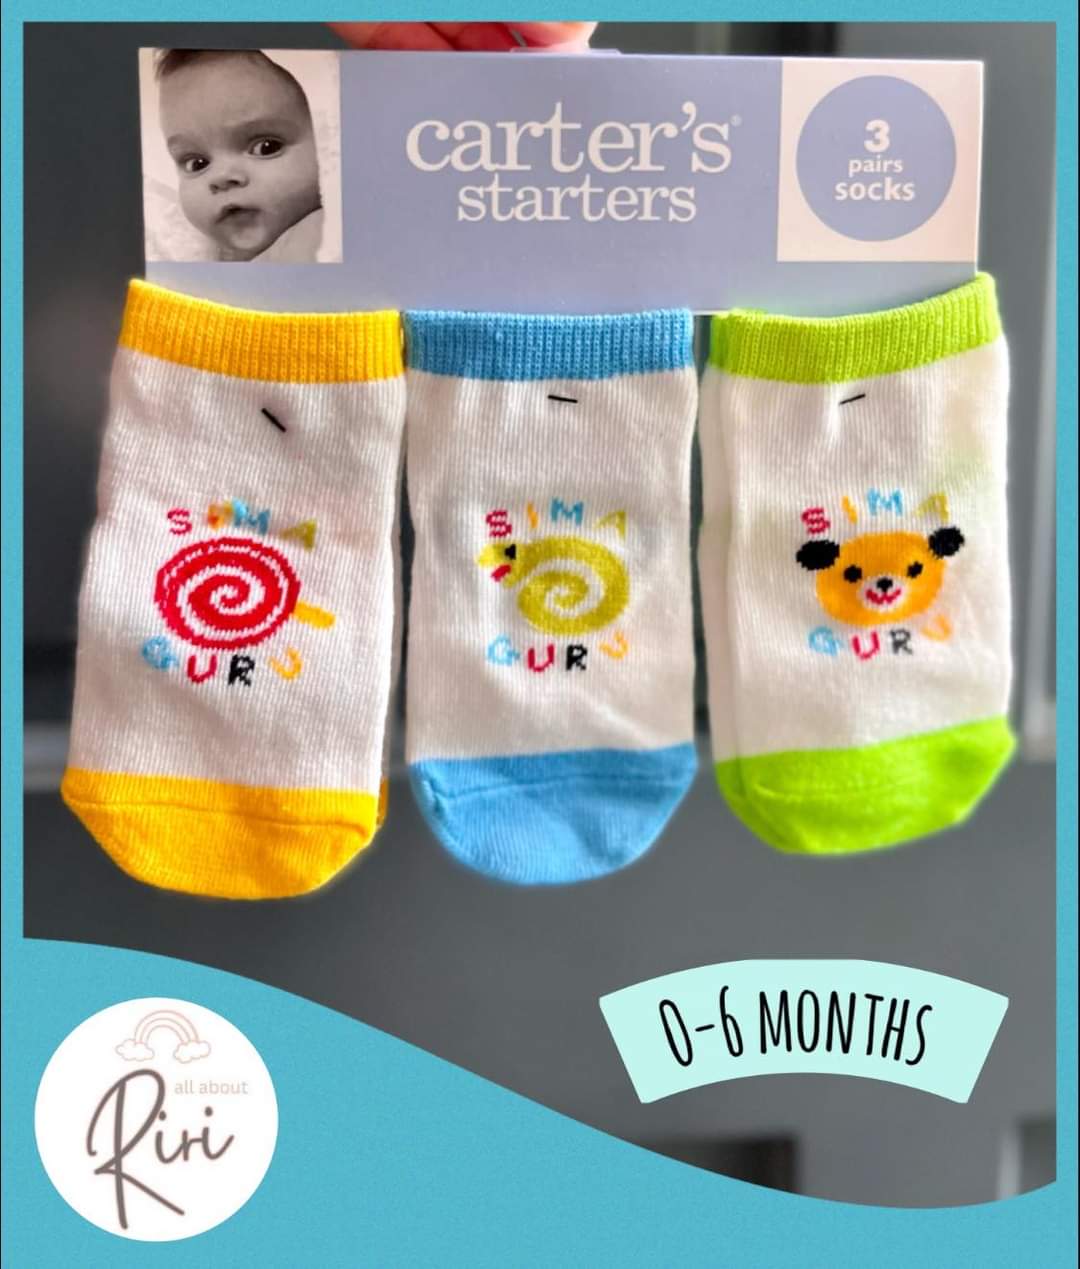 carter's®
starters
3
pairs
socks
SIMA
GURU
SIMA
GURU
SIMA
GURU
0-6 MONTHS
all about
Riri